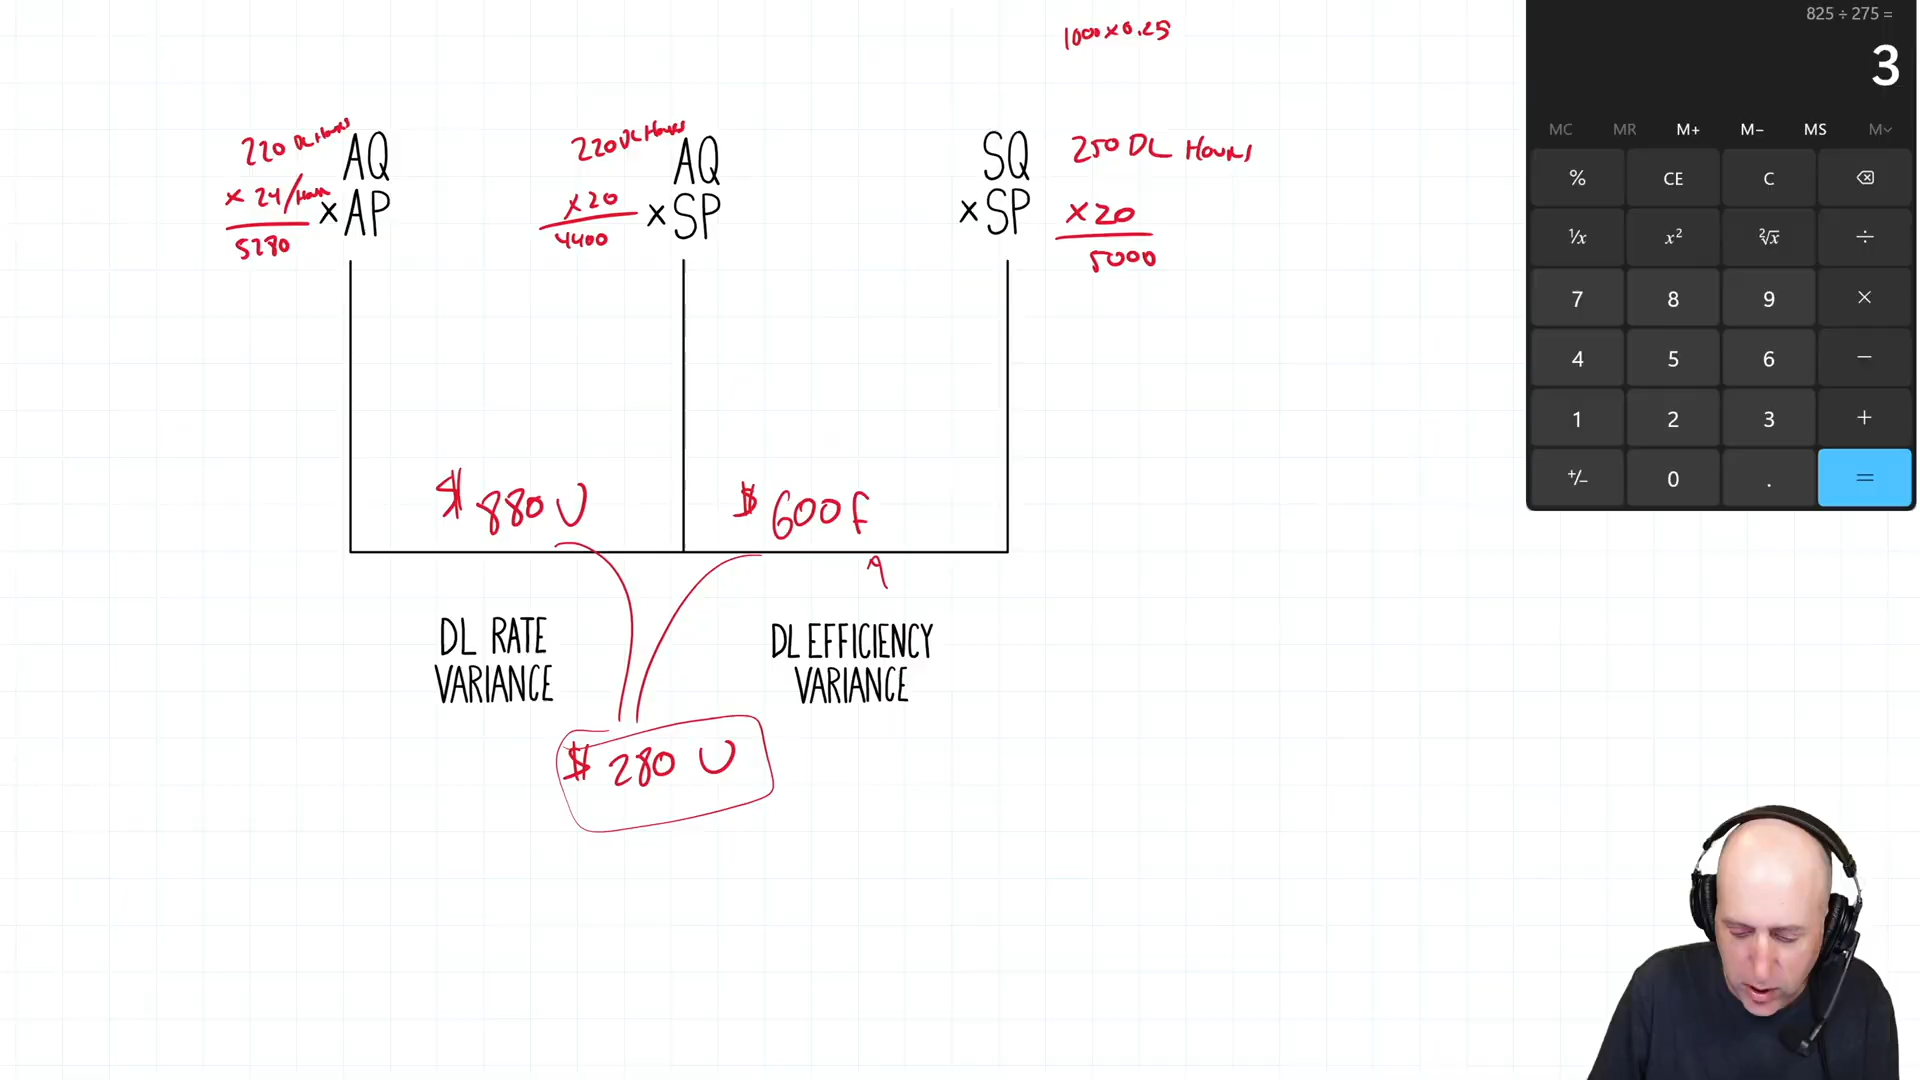 1000 x 0.25
825 ÷ 275 =
3
MC MR M+ M− MS M˅
% CE C
¹/x x² ²√x ÷
7 8 9 ×
4 5 6 −
1 2 3 +
+/− 0 . =
220 DL Hours AQ
x 24/Hour × AP
5280
220 DL Hours AQ
x 20 × SP
4400
SQ 250 DL Hours
× SP x 20
5000
$ 880 U
$ 600 F
DL RATE
VARIANCE
DL EFFICIENCY
VARIANCE
$ 280 U